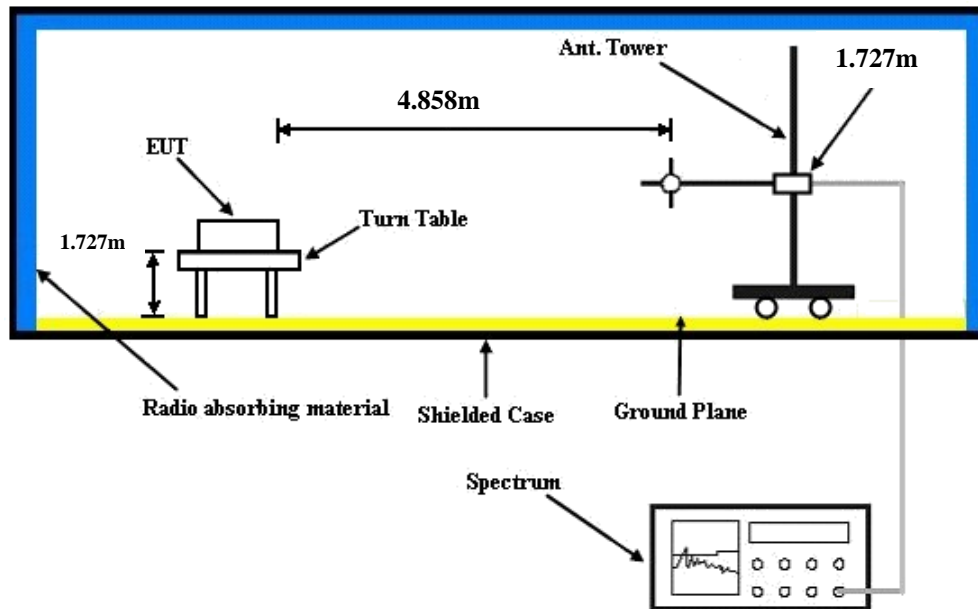 Ant. Tower
1.727m
4.858m
EUT
Turn Table
1.727m
Radio absorbing material
Shielded Case
Ground Plane
Spectrum